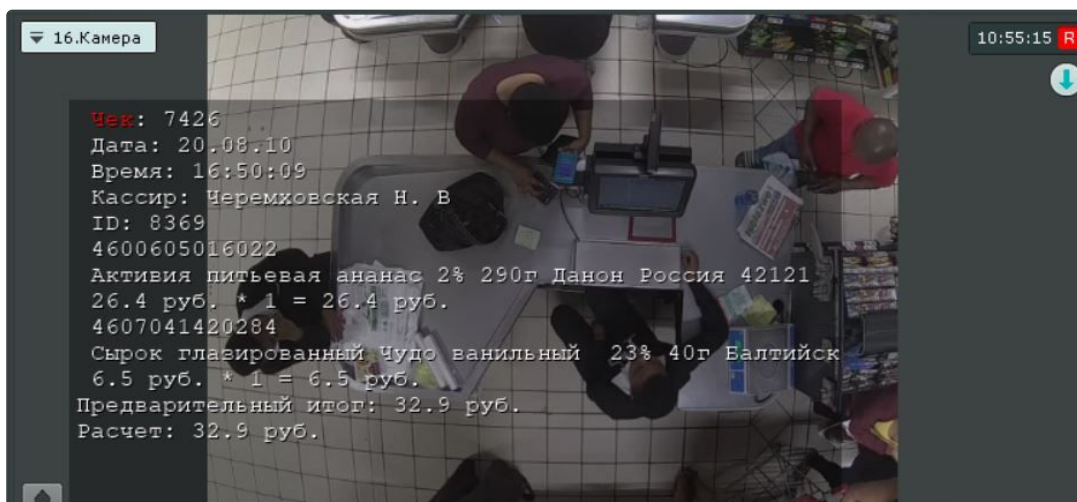 16.Камера
10:55:15 R
Чек: 7426
Дата: 20.08.10
Время: 16:50:09
Кассир: Черемховская Н. В
ID: 8369
4600605016022
Активия питьевая ананас 2% 290г Данон Россия 42121
26.4 руб. * 1 = 26.4 руб.
4607041420284
Сырок глазированный Чудо ванильный  23% 40г Балтийск
6.5 руб. * 1 = 6.5 руб.
Предварительный итог: 32.9 руб.
Расчет: 32.9 руб.